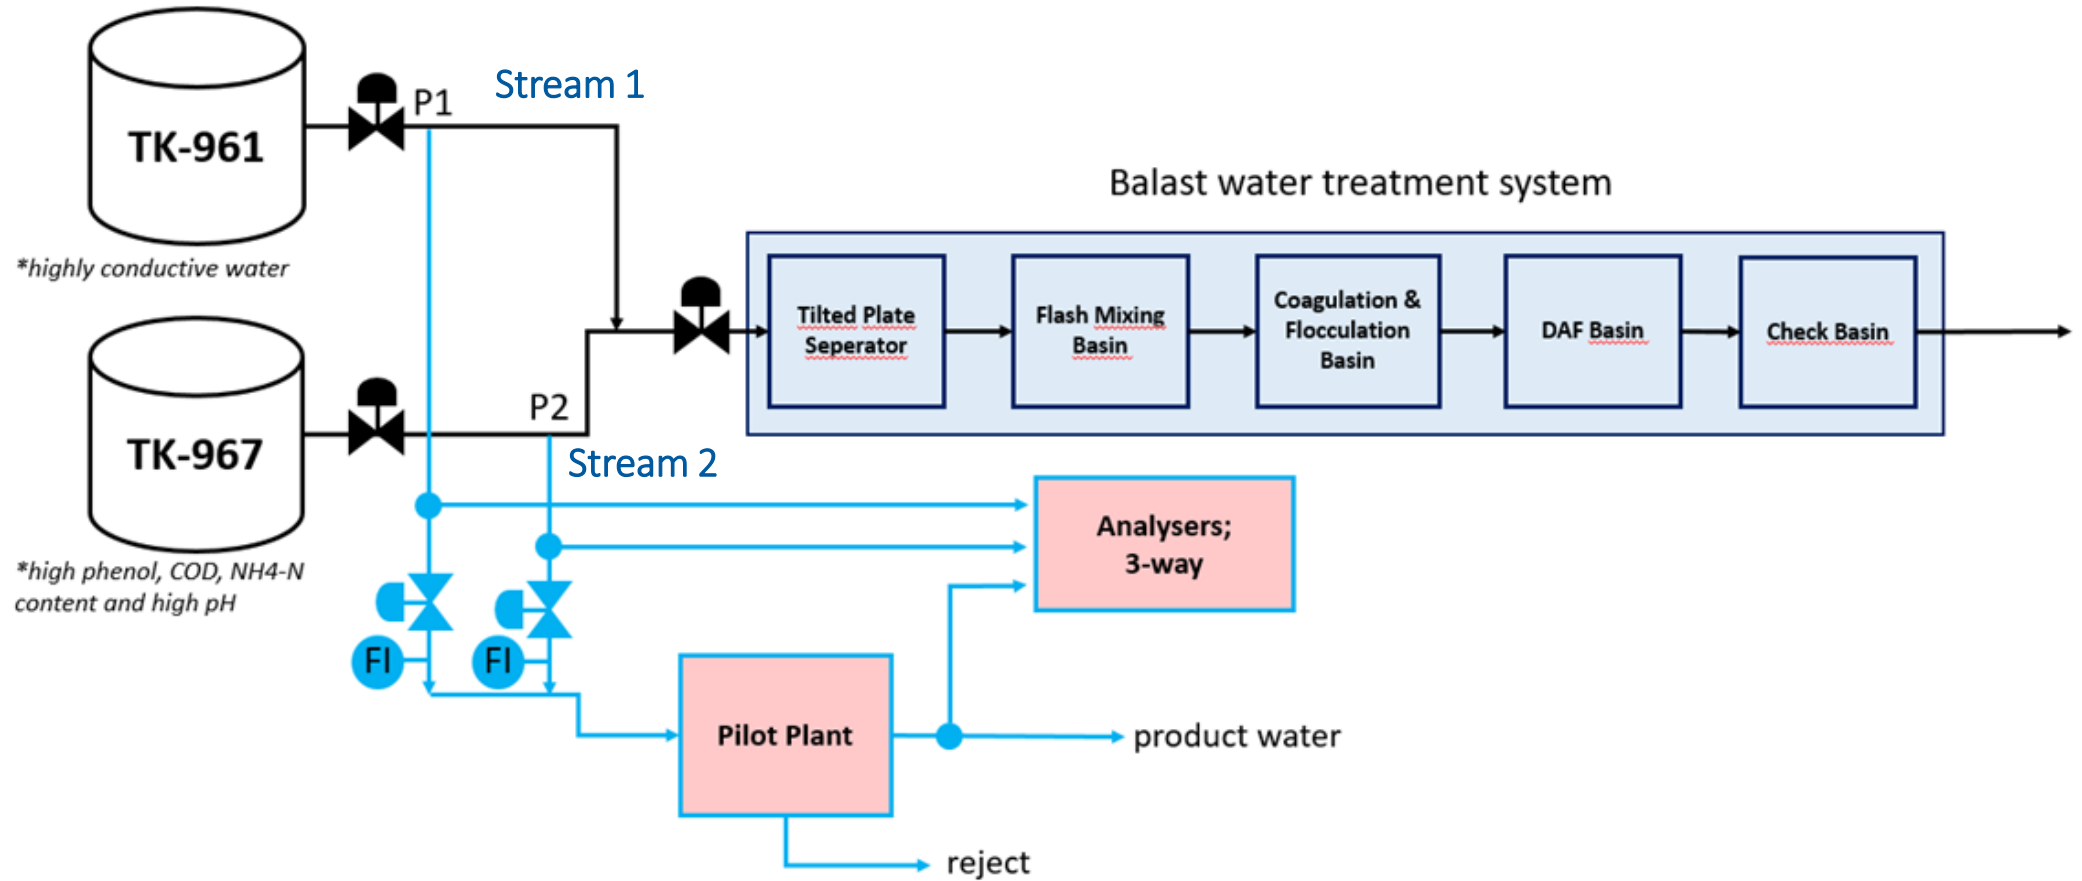 Stream 1
P1
TK-961
*highly conductive water
Balast water treatment system
Tilted Plate
Seperator
Flash Mixing
Basin
Coagulation &
Flocculation
Basin
DAF Basin
Check Basin
P2
TK-967
Stream 2
*high phenol, COD, NH4-N
content and high pH
Analysers;
3-way
FI
FI
Pilot Plant
product water
reject